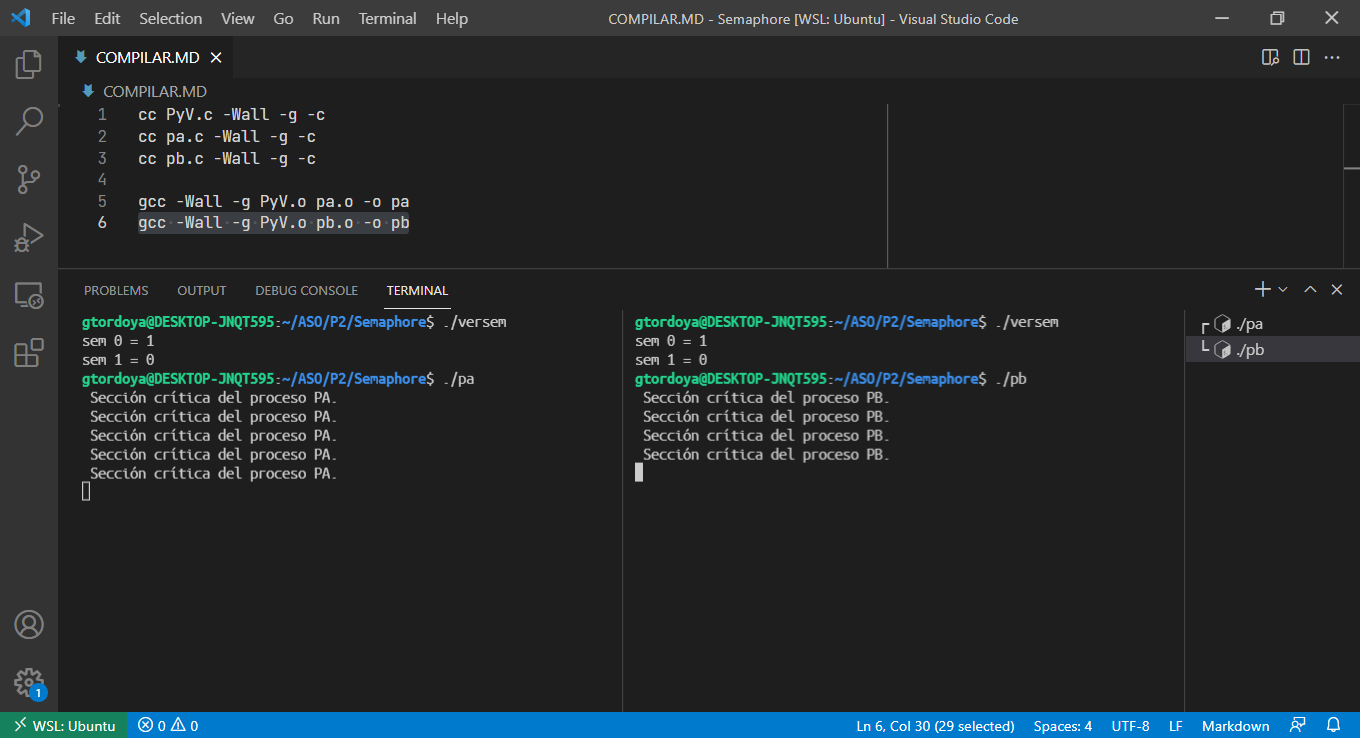 File Edit Selection View Go Run Terminal Help
COMPILAR.MD - Semaphore [WSL: Ubuntu] - Visual Studio Code
COMPILAR.MD
COMPILAR.MD
1 cc PyV.c -Wall -g -c
2 cc pa.c -Wall -g -c
3 cc pb.c -Wall -g -c
4
5 gcc -Wall -g PyV.o pa.o -o pa
6 gcc -Wall -g PyV.o pb.o -o pb
PROBLEMS OUTPUT DEBUG CONSOLE TERMINAL
gtordoya@DESKTOP-JNQT595:~/ASO/P2/Semaphore$ ./versem
sem 0 = 1
sem 1 = 0
gtordoya@DESKTOP-JNQT595:~/ASO/P2/Semaphore$ ./pa
Sección crítica del proceso PA.
Sección crítica del proceso PA.
Sección crítica del proceso PA.
Sección crítica del proceso PA.
Sección crítica del proceso PA.
gtordoya@DESKTOP-JNQT595:~/ASO/P2/Semaphore$ ./versem
sem 0 = 1
sem 1 = 0
gtordoya@DESKTOP-JNQT595:~/ASO/P2/Semaphore$ ./pb
Sección crítica del proceso PB.
Sección crítica del proceso PB.
Sección crítica del proceso PB.
Sección crítica del proceso PB.
./pa
./pb
1
WSL: Ubuntu 0 0 Ln 6, Col 30 (29 selected) Spaces: 4 UTF-8 LF Markdown